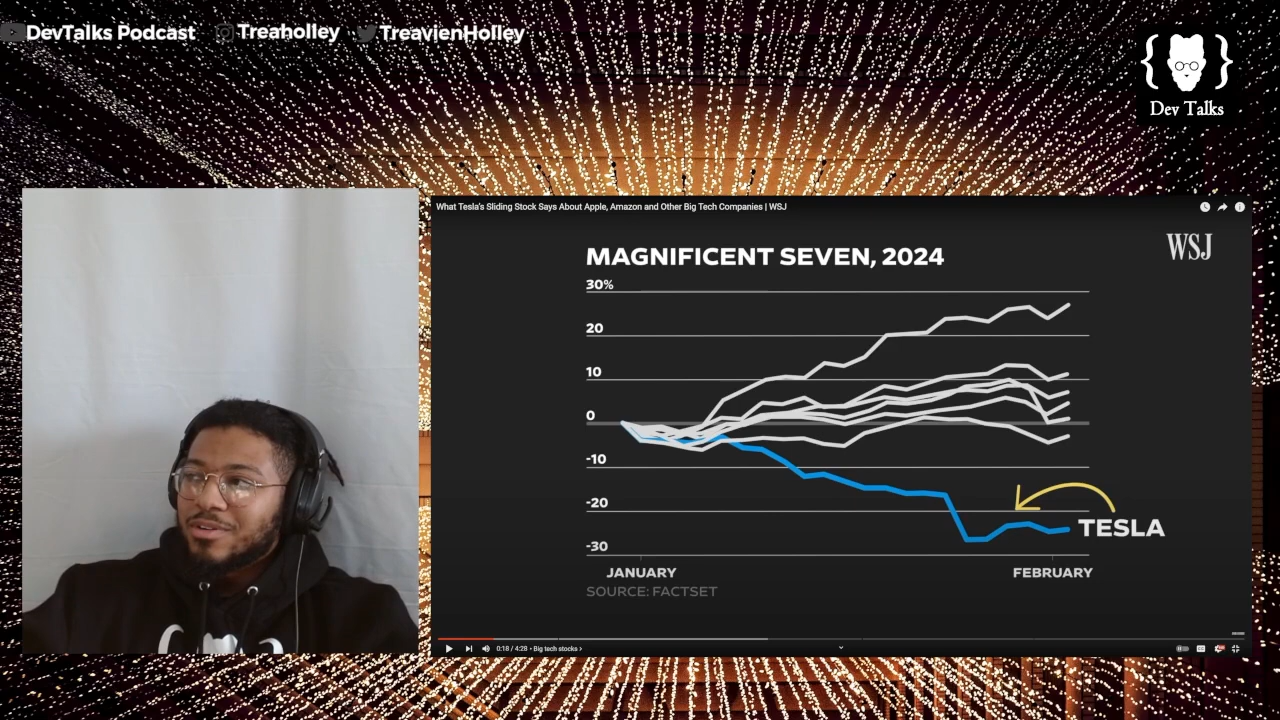 DevTalks Podcast
Treaholley
TreavienHolley
Dev Talks
What Tesla's Sliding Stock Says About Apple, Amazon and Other Big Tech Companies | WSJ
WSJ
MAGNIFICENT SEVEN, 2024
30%
20
10
0
-10
-20
-30
TESLA
JANUARY
FEBRUARY
SOURCE: FACTSET
0:18 / 4:28 • Big tech stocks ›